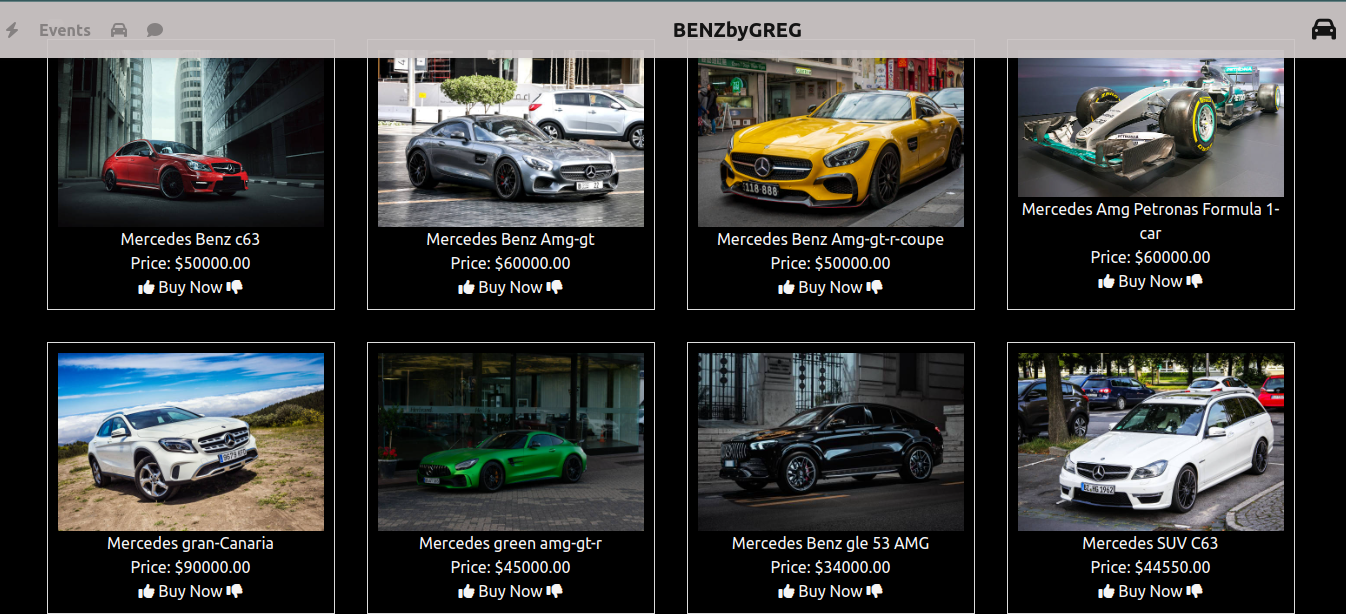 Events
BENZbyGREG
118·888
PETRONAS
Mercedes Benz c63
Price: $50000.00
Buy Now
Mercedes Benz Amg-gt
Price: $60000.00
Buy Now
Mercedes Benz Amg-gt-r-coupe
Price: $50000.00
Buy Now
Mercedes Amg Petronas Formula 1-
car
Price: $60000.00
Buy Now
Mercedes gran-Canaria
Price: $90000.00
Buy Now
Mercedes green amg-gt-r
Price: $45000.00
Buy Now
Mercedes Benz gle 53 AMG
Price: $34000.00
Buy Now
Mercedes SUV C63
Price: $44550.00
Buy Now